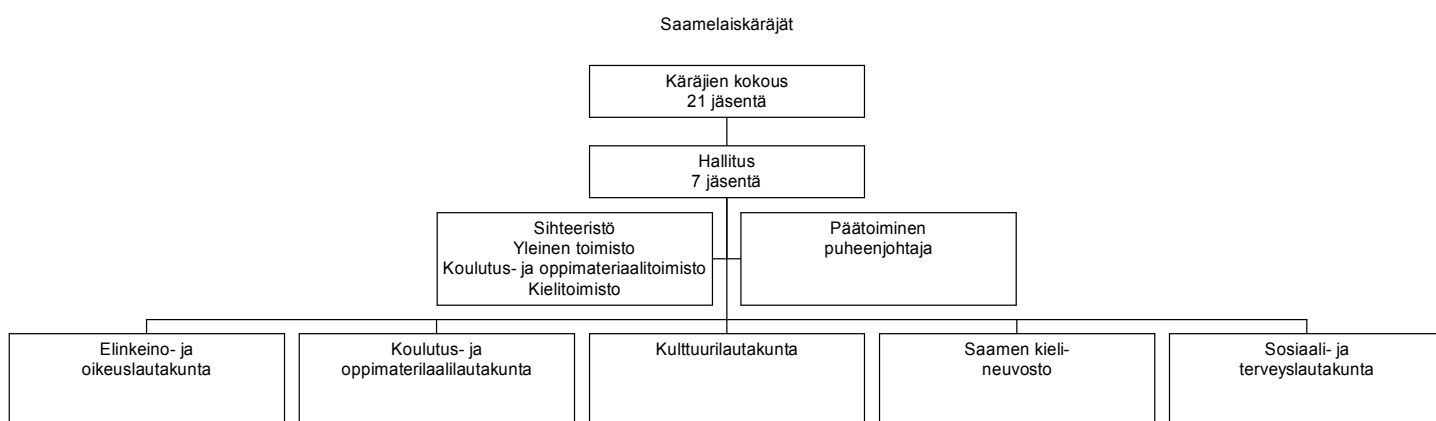 Saamelaiskäräjät
Käräjien kokous
21 jäsentä
Hallitus
7 jäsentä
Sihteeristö
Yleinen toimisto
Koulutus- ja oppimateriaalitoimisto
Kielitoimisto
Päätoiminen
puheenjohtaja
Elinkeino- ja
oikeuslautakunta
Koulutus- ja
oppimaterilaalilautakunta
Kulttuurilautakunta
Saamen kieli-
neuvosto
Sosiaali- ja
terveyslautakunta